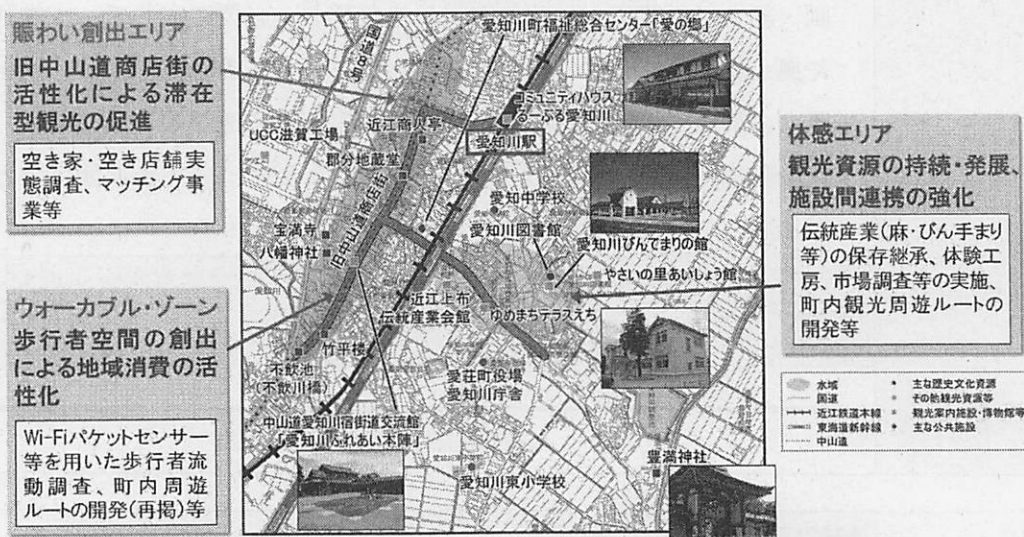 賑わい創出エリア
旧中山道商店街の
活性化による滞在
型観光の促進
空き家・空き店舗実
態調査、マッチング事
業等
ウォーカブル・ゾーン
歩行者空間の創出
による地域消費の活
性化
Wi-Fiパケットセンサー
等を用いた歩行者流
動調査、町内周遊
ルートの開発(再掲)等
愛知川町福祉総合センター「愛の郷」
国道8号
コミュニティハウス
るーぶる愛知川
近江商人亭
UCC滋賀工場
愛知川駅
郡分地蔵堂
旧中山道商店街
愛知中学校
愛知川図書館
愛知川びんてまりの館
宝満寺
八幡神社
やさいの里あいしょう館
近江上布
伝統産業会館
ゆめまちテラスえち
竹平楼
不飲池
(不飲川橋)
愛荘町役場
愛知川庁舎
中山道愛知川宿街道交流館
「愛知川ふれあい本陣」
愛知川東小学校
豊満神社
体感エリア
観光資源の持続・発展、
施設間連携の強化
伝統産業(麻・びん手まり
等)の保存継承、体験工
房、市場調査等の実施、
町内観光周遊ルートの
開発等
水域
国道
近江鉄道本線
東海道新幹線
中山道
主な歴史文化資源
その他観光資源等
観光案内施設・博物館等
主な公共施設